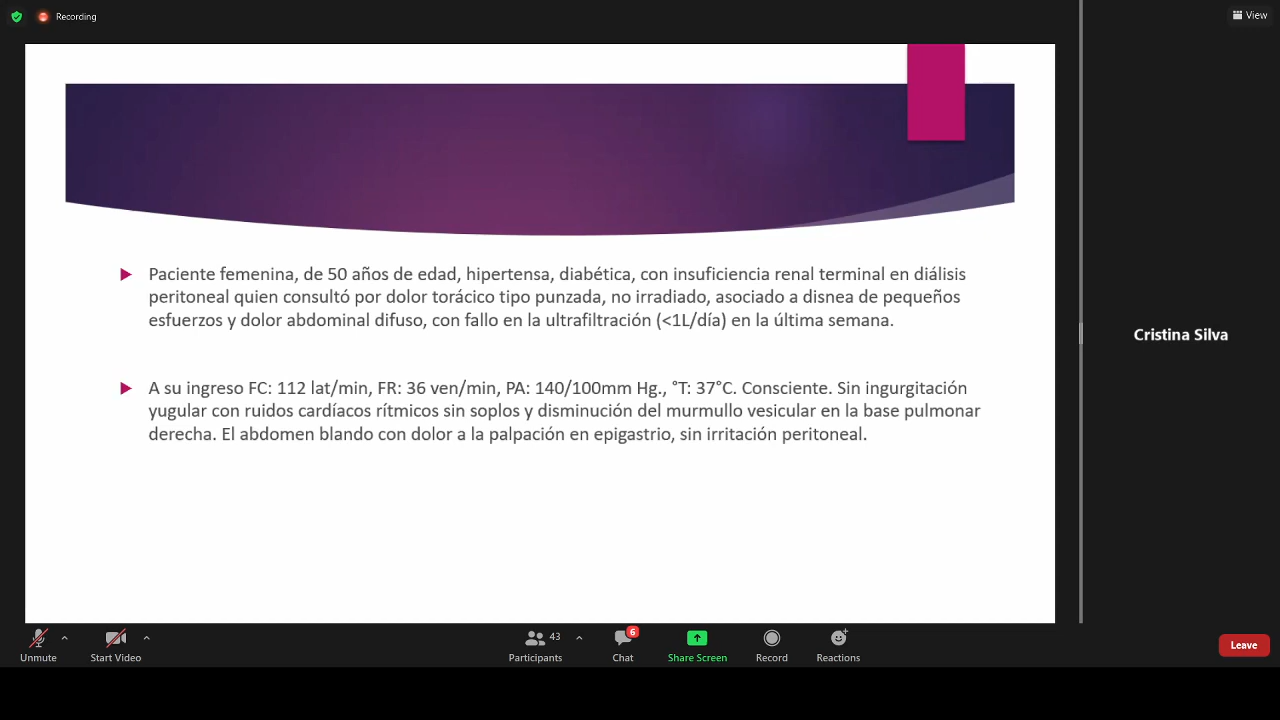 Recording
View
Paciente femenina, de 50 años de edad, hipertensa, diabética, con insuficiencia renal terminal en diálisis
peritoneal quien consultó por dolor torácico tipo punzada, no irradiado, asociado a disnea de pequeños
esfuerzos y dolor abdominal difuso, con fallo en la ultrafiltración (<1L/día) en la última semana.
A su ingreso FC: 112 lat/min, FR: 36 ven/min, PA: 140/100mm Hg., °T: 37°C. Consciente. Sin ingurgitación
yugular con ruidos cardíacos rítmicos sin soplos y disminución del murmullo vesicular en la base pulmonar
derecha. El abdomen blando con dolor a la palpación en epigastrio, sin irritación peritoneal.
Cristina Silva
Unmute
Start Video
43
Participants
6
Chat
Share Screen
Record
Reactions
Leave